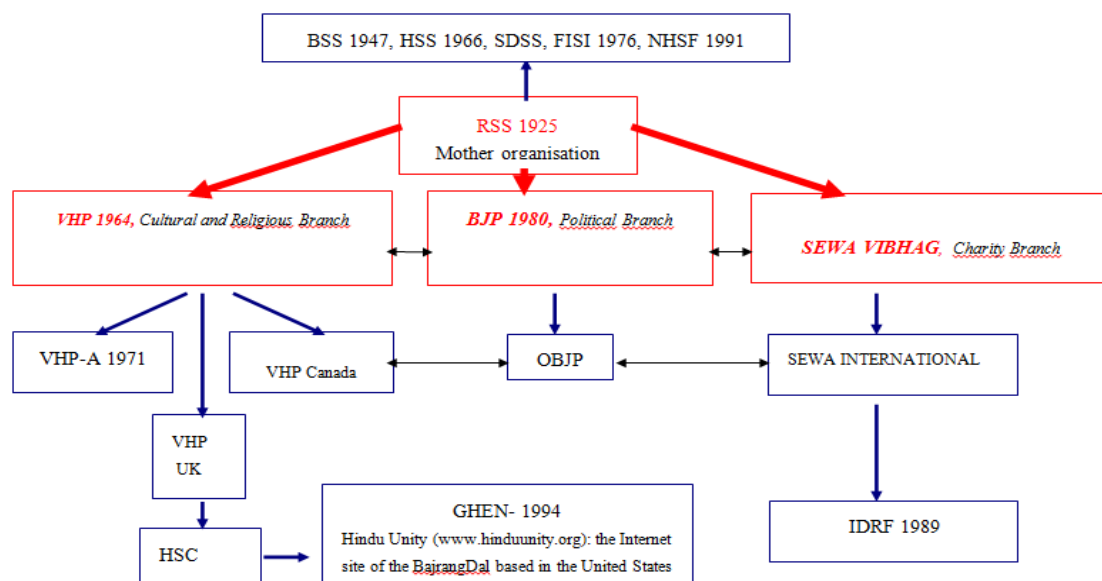 BSS 1947, HSS 1966, SDSS, FISI 1976, NHSF 1991
RSS 1925
Mother organisation
VHP 1964, Cultural and Religious Branch
BJP 1980, Political Branch
SEWA VIBHAG, Charity Branch
VHP-A 1971
VHP Canada
OBJP
SEWA INTERNATIONAL
VHP
UK
HSC
GHEN- 1994
Hindu Unity (www.hinduunity.org): the Internet
site of the BajrangDal based in the United States
IDRF 1989